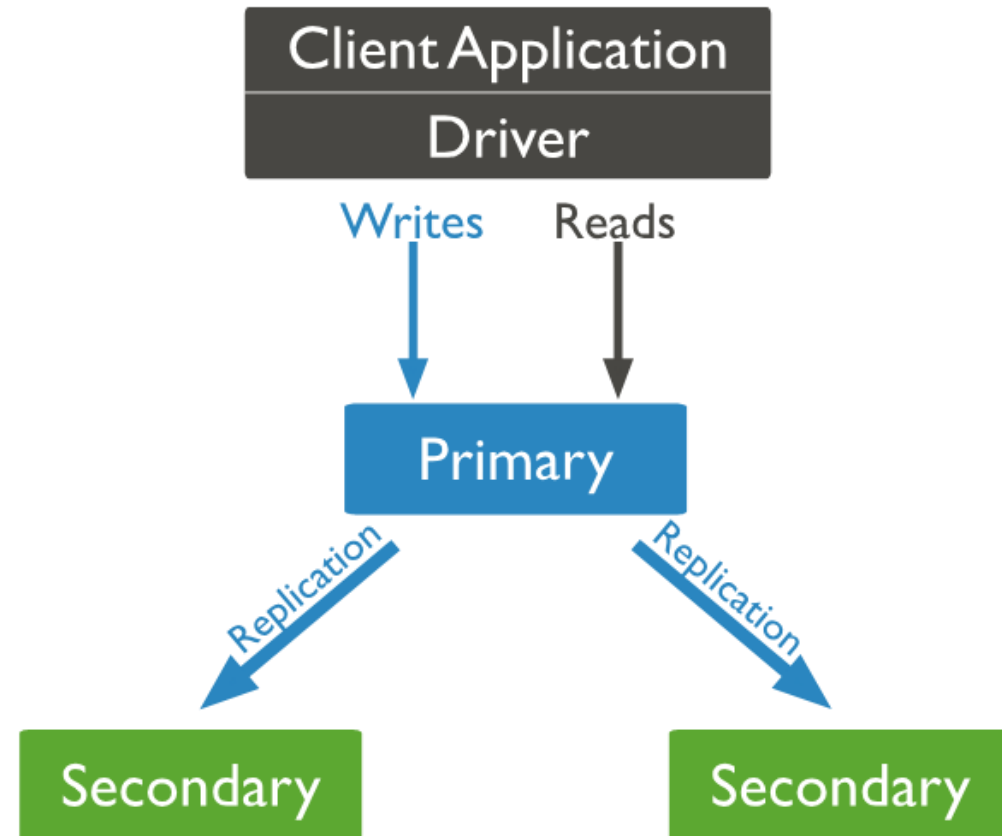 Client Application
Driver
Writes
Reads
Primary
Replication
Replication
Secondary
Secondary